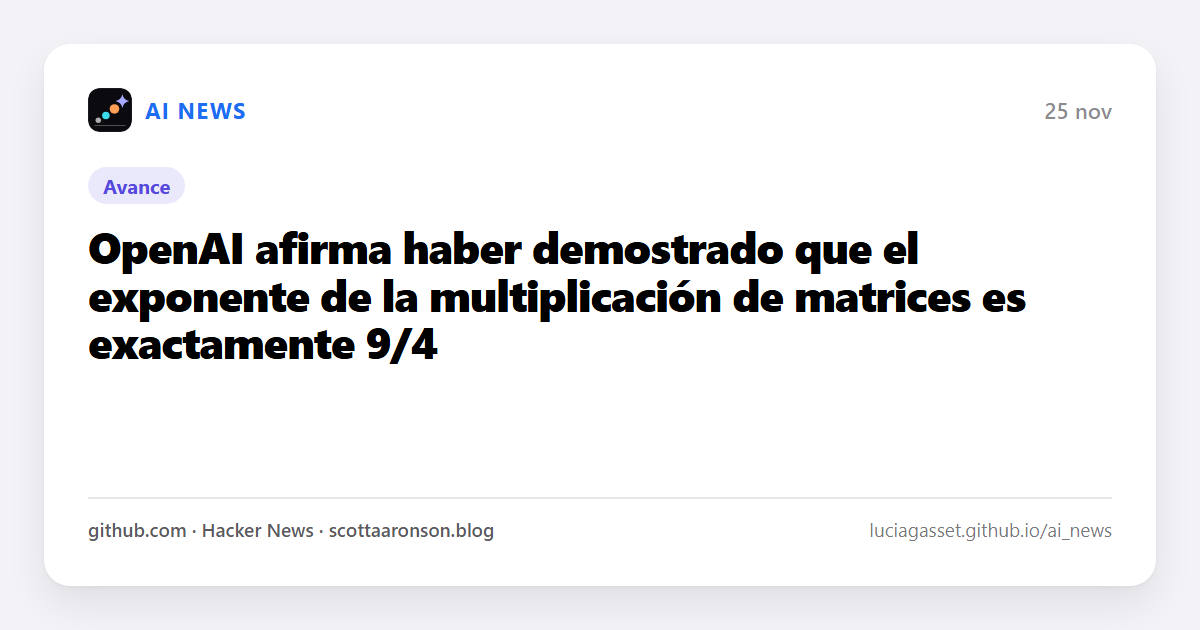 AI NEWS
25 nov
Avance
OpenAI afirma haber demostrado que el
exponente de la multiplicación de matrices es
exactamente 9/4
github.com · Hacker News · scottaaronson.blog
luciagasset.github.io/ai_news